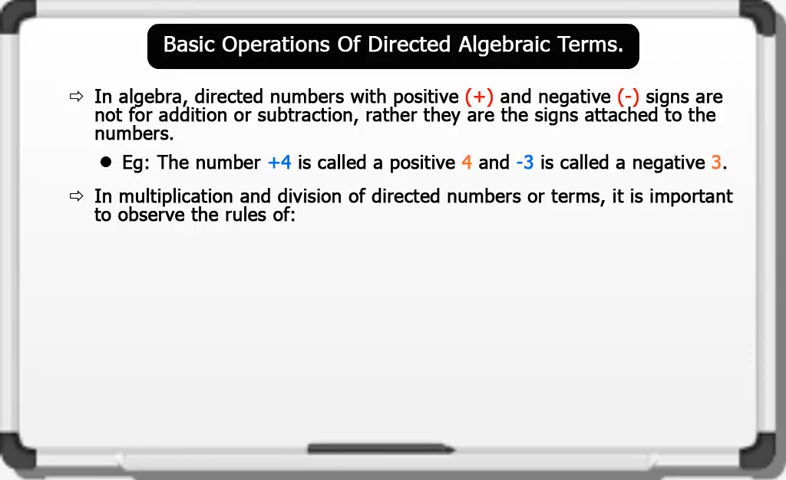 Basic Operations Of Directed Algebraic Terms.
⇨ In algebra, directed numbers with positive (+) and negative (-) signs are
not for addition or subtraction, rather they are the signs attached to the
numbers.
● Eg: The number +4 is called a positive 4 and -3 is called a negative 3.
⇨ In multiplication and division of directed numbers or terms, it is important
to observe the rules of: